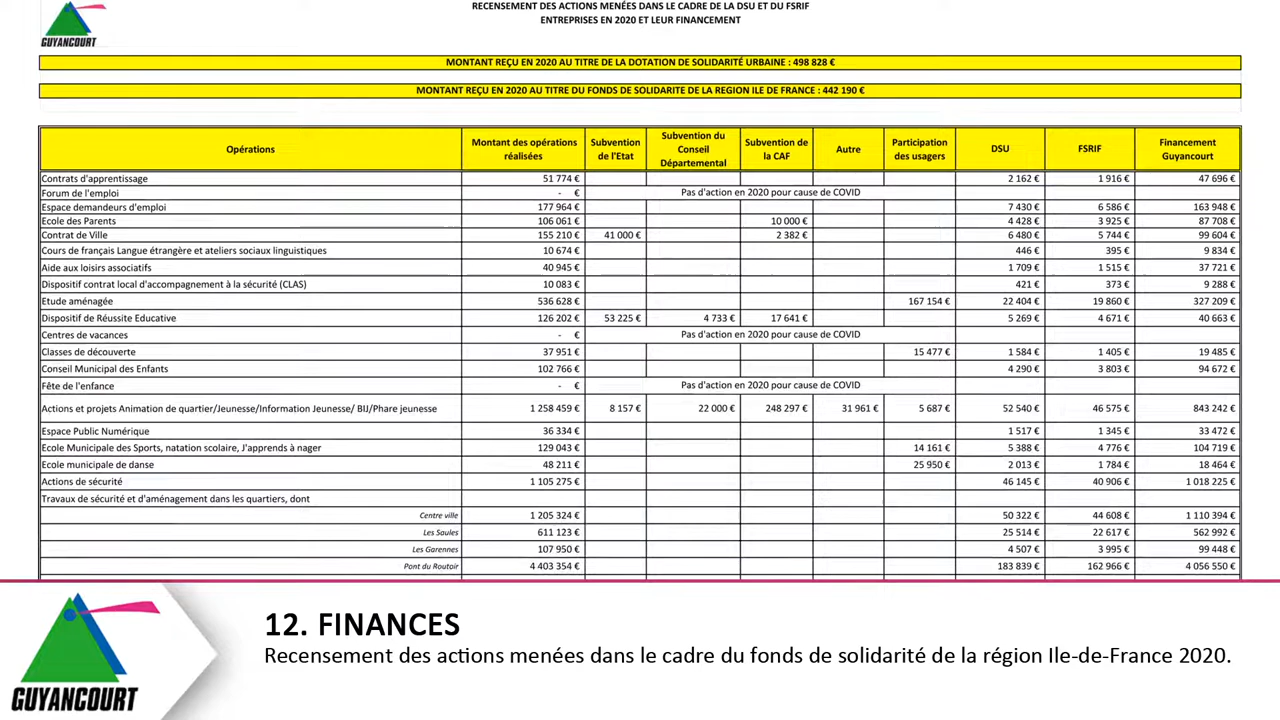 GUYANCOURT
RECENSEMENT DES ACTIONS MENÉES DANS LE CADRE DE LA DSU ET DU FSRIF
ENTREPRISES EN 2020 ET LEUR FINANCEMENT
MONTANT REÇU EN 2020 AU TITRE DE LA DOTATION DE SOLIDARITÉ URBAINE : 498 828 €
MONTANT REÇU EN 2020 AU TITRE DU FONDS DE SOLIDARITE DE LA REGION ILE DE FRANCE : 442 190 €
Opérations Montant des opérations réalisées Subvention de l'Etat Subvention du Conseil Départemental Subvention de la CAF Autre Participation des usagers DSU FSRIF Financement Guyancourt
Contrats d'apprentissage 51 774 € 2 162 € 1 916 € 47 696 €
Forum de l'emploi - € Pas d'action en 2020 pour cause de COVID
Espace demandeurs d'emploi 177 964 € 7 430 € 6 586 € 163 948 €
Ecole des Parents 106 061 € 10 000 € 4 428 € 3 925 € 87 708 €
Contrat de Ville 155 210 € 41 000 € 2 382 € 6 480 € 5 744 € 99 604 €
Cours de français Langue étrangère et ateliers sociaux linguistiques 10 674 € 446 € 395 € 9 834 €
Aide aux loisirs associatifs 40 945 € 1 709 € 1 515 € 37 721 €
Dispositif contrat local d'accompagnement à la sécurité (CLAS) 10 083 € 421 € 373 € 9 288 €
Etude aménagée 536 628 € 167 154 € 22 404 € 19 860 € 327 209 €
Dispositif de Réussite Educative 126 202 € 53 225 € 4 733 € 17 641 € 5 269 € 4 671 € 40 663 €
Centres de vacances - € Pas d'action en 2020 pour cause de COVID
Classes de découverte 37 951 € 15 477 € 1 584 € 1 405 € 19 485 €
Conseil Municipal des Enfants 102 766 € 4 290 € 3 803 € 94 672 €
Fête de l'enfance - € Pas d'action en 2020 pour cause de COVID
Actions et projets Animation de quartier/Jeunesse/Information Jeunesse/ BIJ/Phare jeunesse 1 258 459 € 8 157 € 22 000 € 248 297 € 31 961 € 5 687 € 52 540 € 46 575 € 843 242 €
Espace Public Numérique 36 334 € 1 517 € 1 345 € 33 472 €
Ecole Municipale des Sports, natation scolaire, J'apprends à nager 129 043 € 14 161 € 5 388 € 4 776 € 104 719 €
Ecole municipale de danse 48 211 € 25 950 € 2 013 € 1 784 € 18 464 €
Actions de sécurité 1 105 275 € 46 145 € 40 906 € 1 018 225 €
Travaux de sécurité et d'aménagement dans les quartiers, dont
Centre ville 1 205 324 € 50 322 € 44 608 € 1 110 394 €
Les Saules 611 123 € 25 514 € 22 617 € 562 992 €
Les Garennes 107 950 € 4 507 € 3 995 € 99 448 €
Pont du Routoir 4 403 354 € 183 839 € 162 966 € 4 056 550 €
12. FINANCES
Recensement des actions menées dans le cadre du fonds de solidarité de la région Ile-de-France 2020.
GUYANCOURT